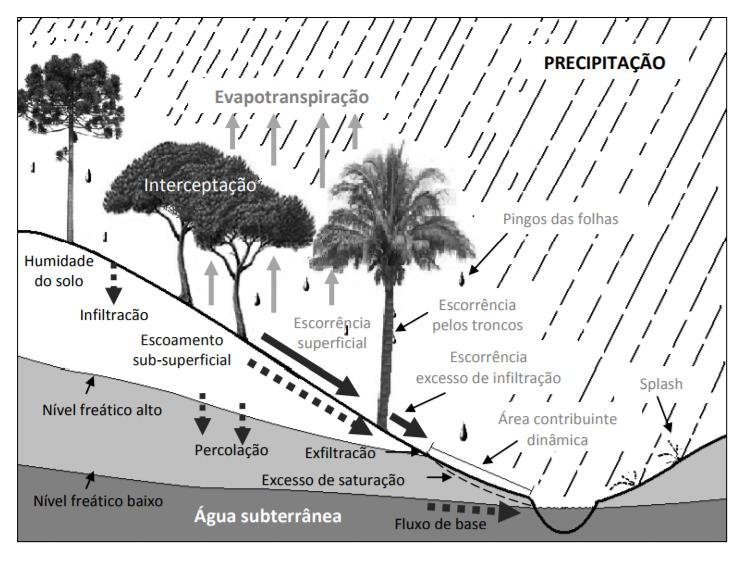 PRECIPITAÇÃO
Evapotranspiração
Interceptação
Pingos das folhas
Humidade
do solo
Infiltracão
Escorrência
superficial
Escorrência
pelos troncos
Escoamento
sub-superficial
Escorrência
excesso de infiltração
Splash
Nível freático alto
Área contribuinte
dinâmica
Percolação
Exfiltracão
Excesso de saturação
Nível freático baixo
Água subterrânea
Fluxo de base